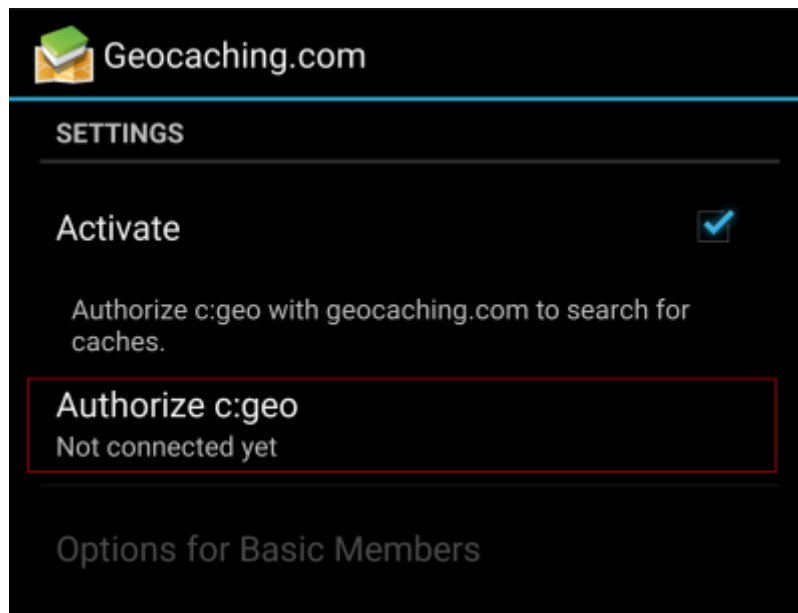 Geocaching.com
SETTINGS
Activate
Authorize c:geo with geocaching.com to search for
caches.
Authorize c:geo
Not connected yet
Options for Basic Members